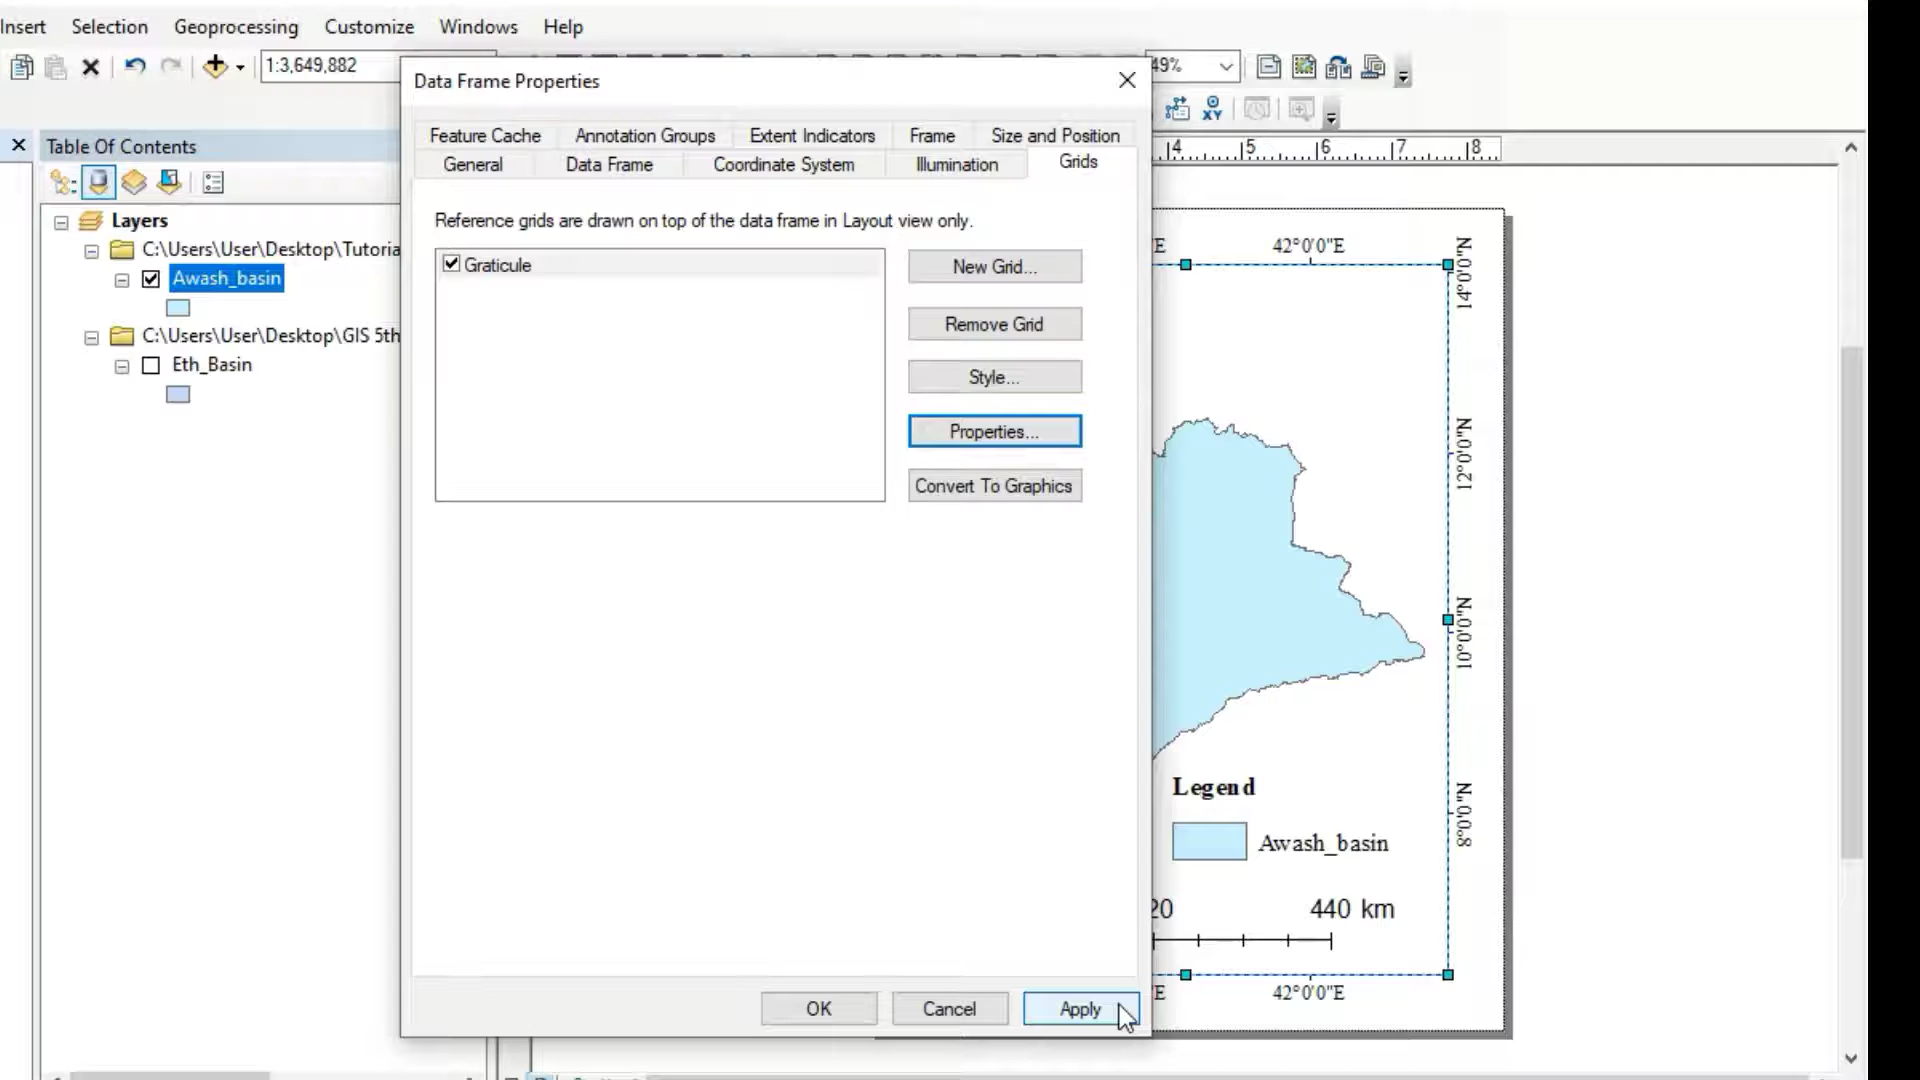 Insert Selection Geoprocessing Customize Windows Help
1:3,649,882
49%
Data Frame Properties
Feature Cache Annotation Groups Extent Indicators Frame Size and Position
General Data Frame Coordinate System Illumination Grids
Reference grids are drawn on top of the data frame in Layout view only.
Graticule
New Grid...
Remove Grid
Style...
Properties...
Convert To Graphics
OK Cancel Apply
Table Of Contents
Layers
C:\Users\User\Desktop\Tutoria
Awash_basin
C:\Users\User\Desktop\GIS 5th
Eth_Basin
XY
4 5 6 7 8
E 42°0'0"E
14°0'0"N
12°0'0"N
10°0'0"N
8°0'0"N
Legend
Awash_basin
20 440 km
E 42°0'0"E